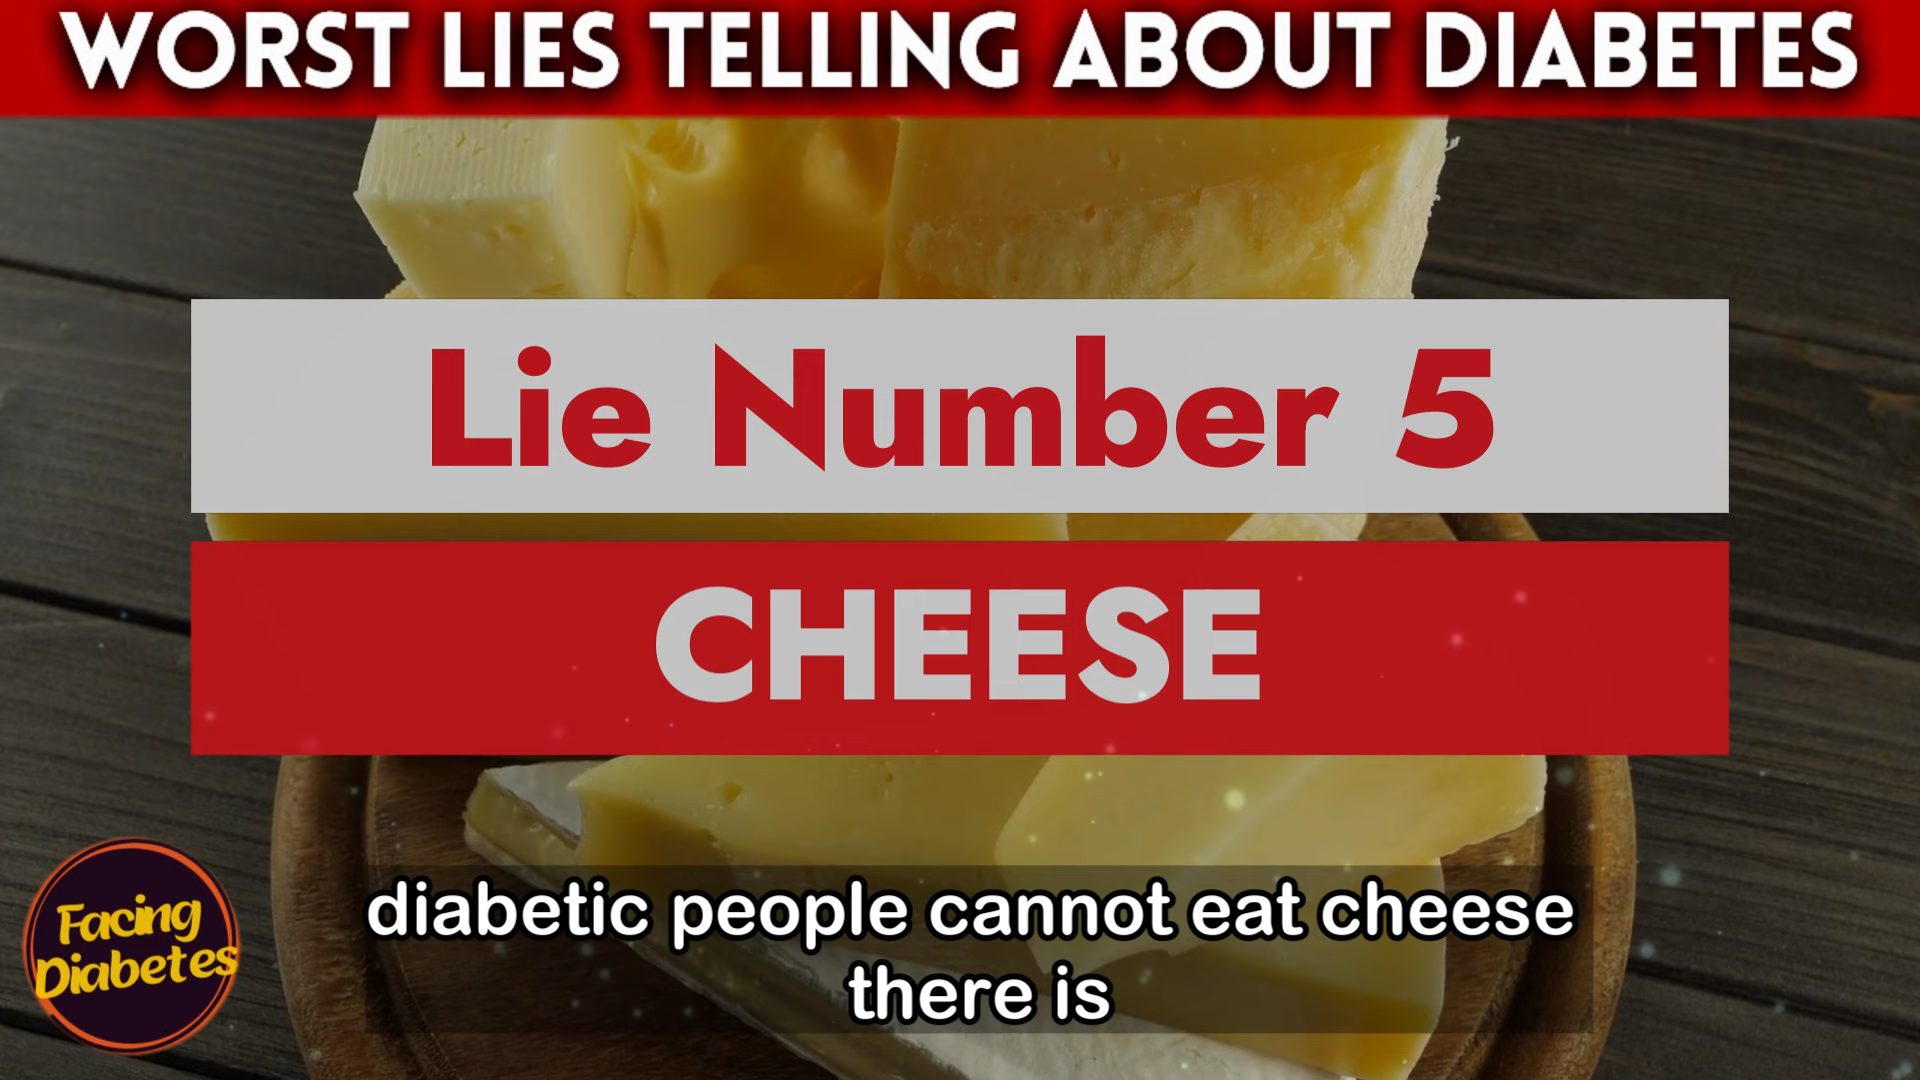 WORST LIES TELLING ABOUT DIABETES
Lie Number 5
CHEESE
diabetic people cannot eat cheese
there is
Facing
Diabetes